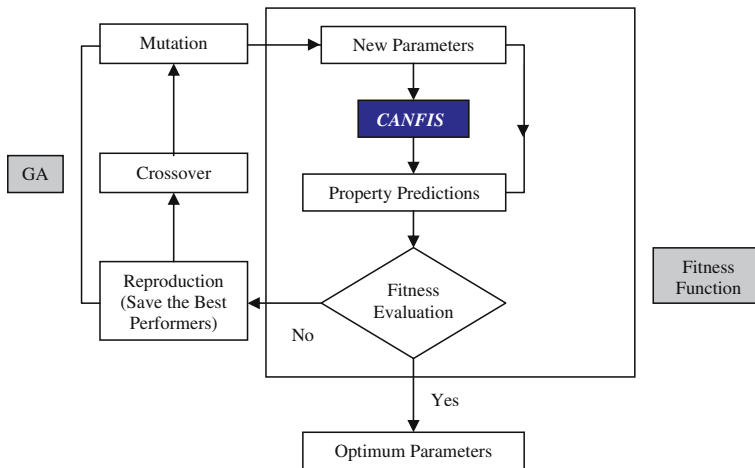 Mutation
New Parameters
CANFIS
GA
Crossover
Property Predictions
Reproduction
(Save the Best
Performers)
Fitness
Evaluation
Fitness
Function
No
Yes
Optimum Parameters